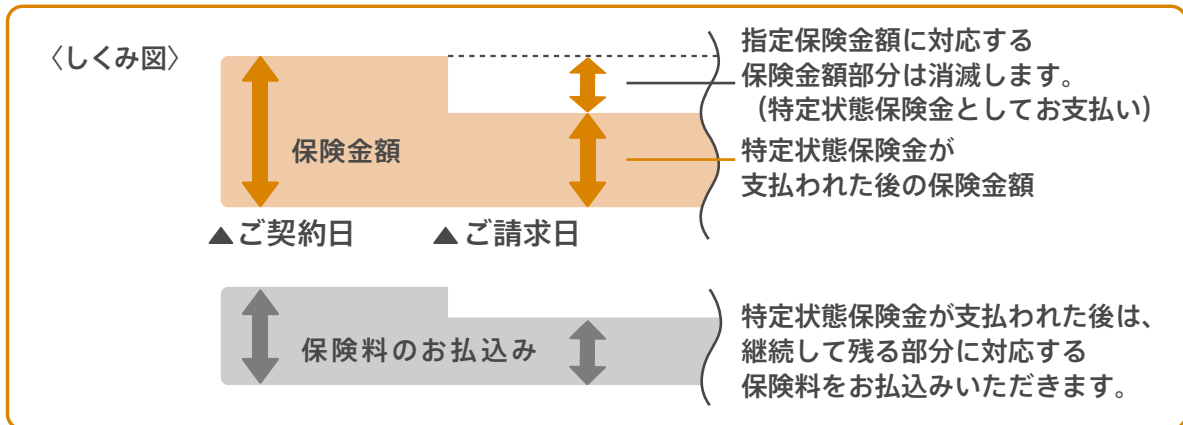 〈しくみ図〉
指定保険金額に対応する
保険金額部分は消滅します。
(特定状態保険金としてお支払い)
保険金額
特定状態保険金が
支払われた後の保険金額
▲ご契約日
▲ご請求日
保険料のお払込み
特定状態保険金が支払われた後は、
継続して残る部分に対応する
保険料をお払込みいただきます。